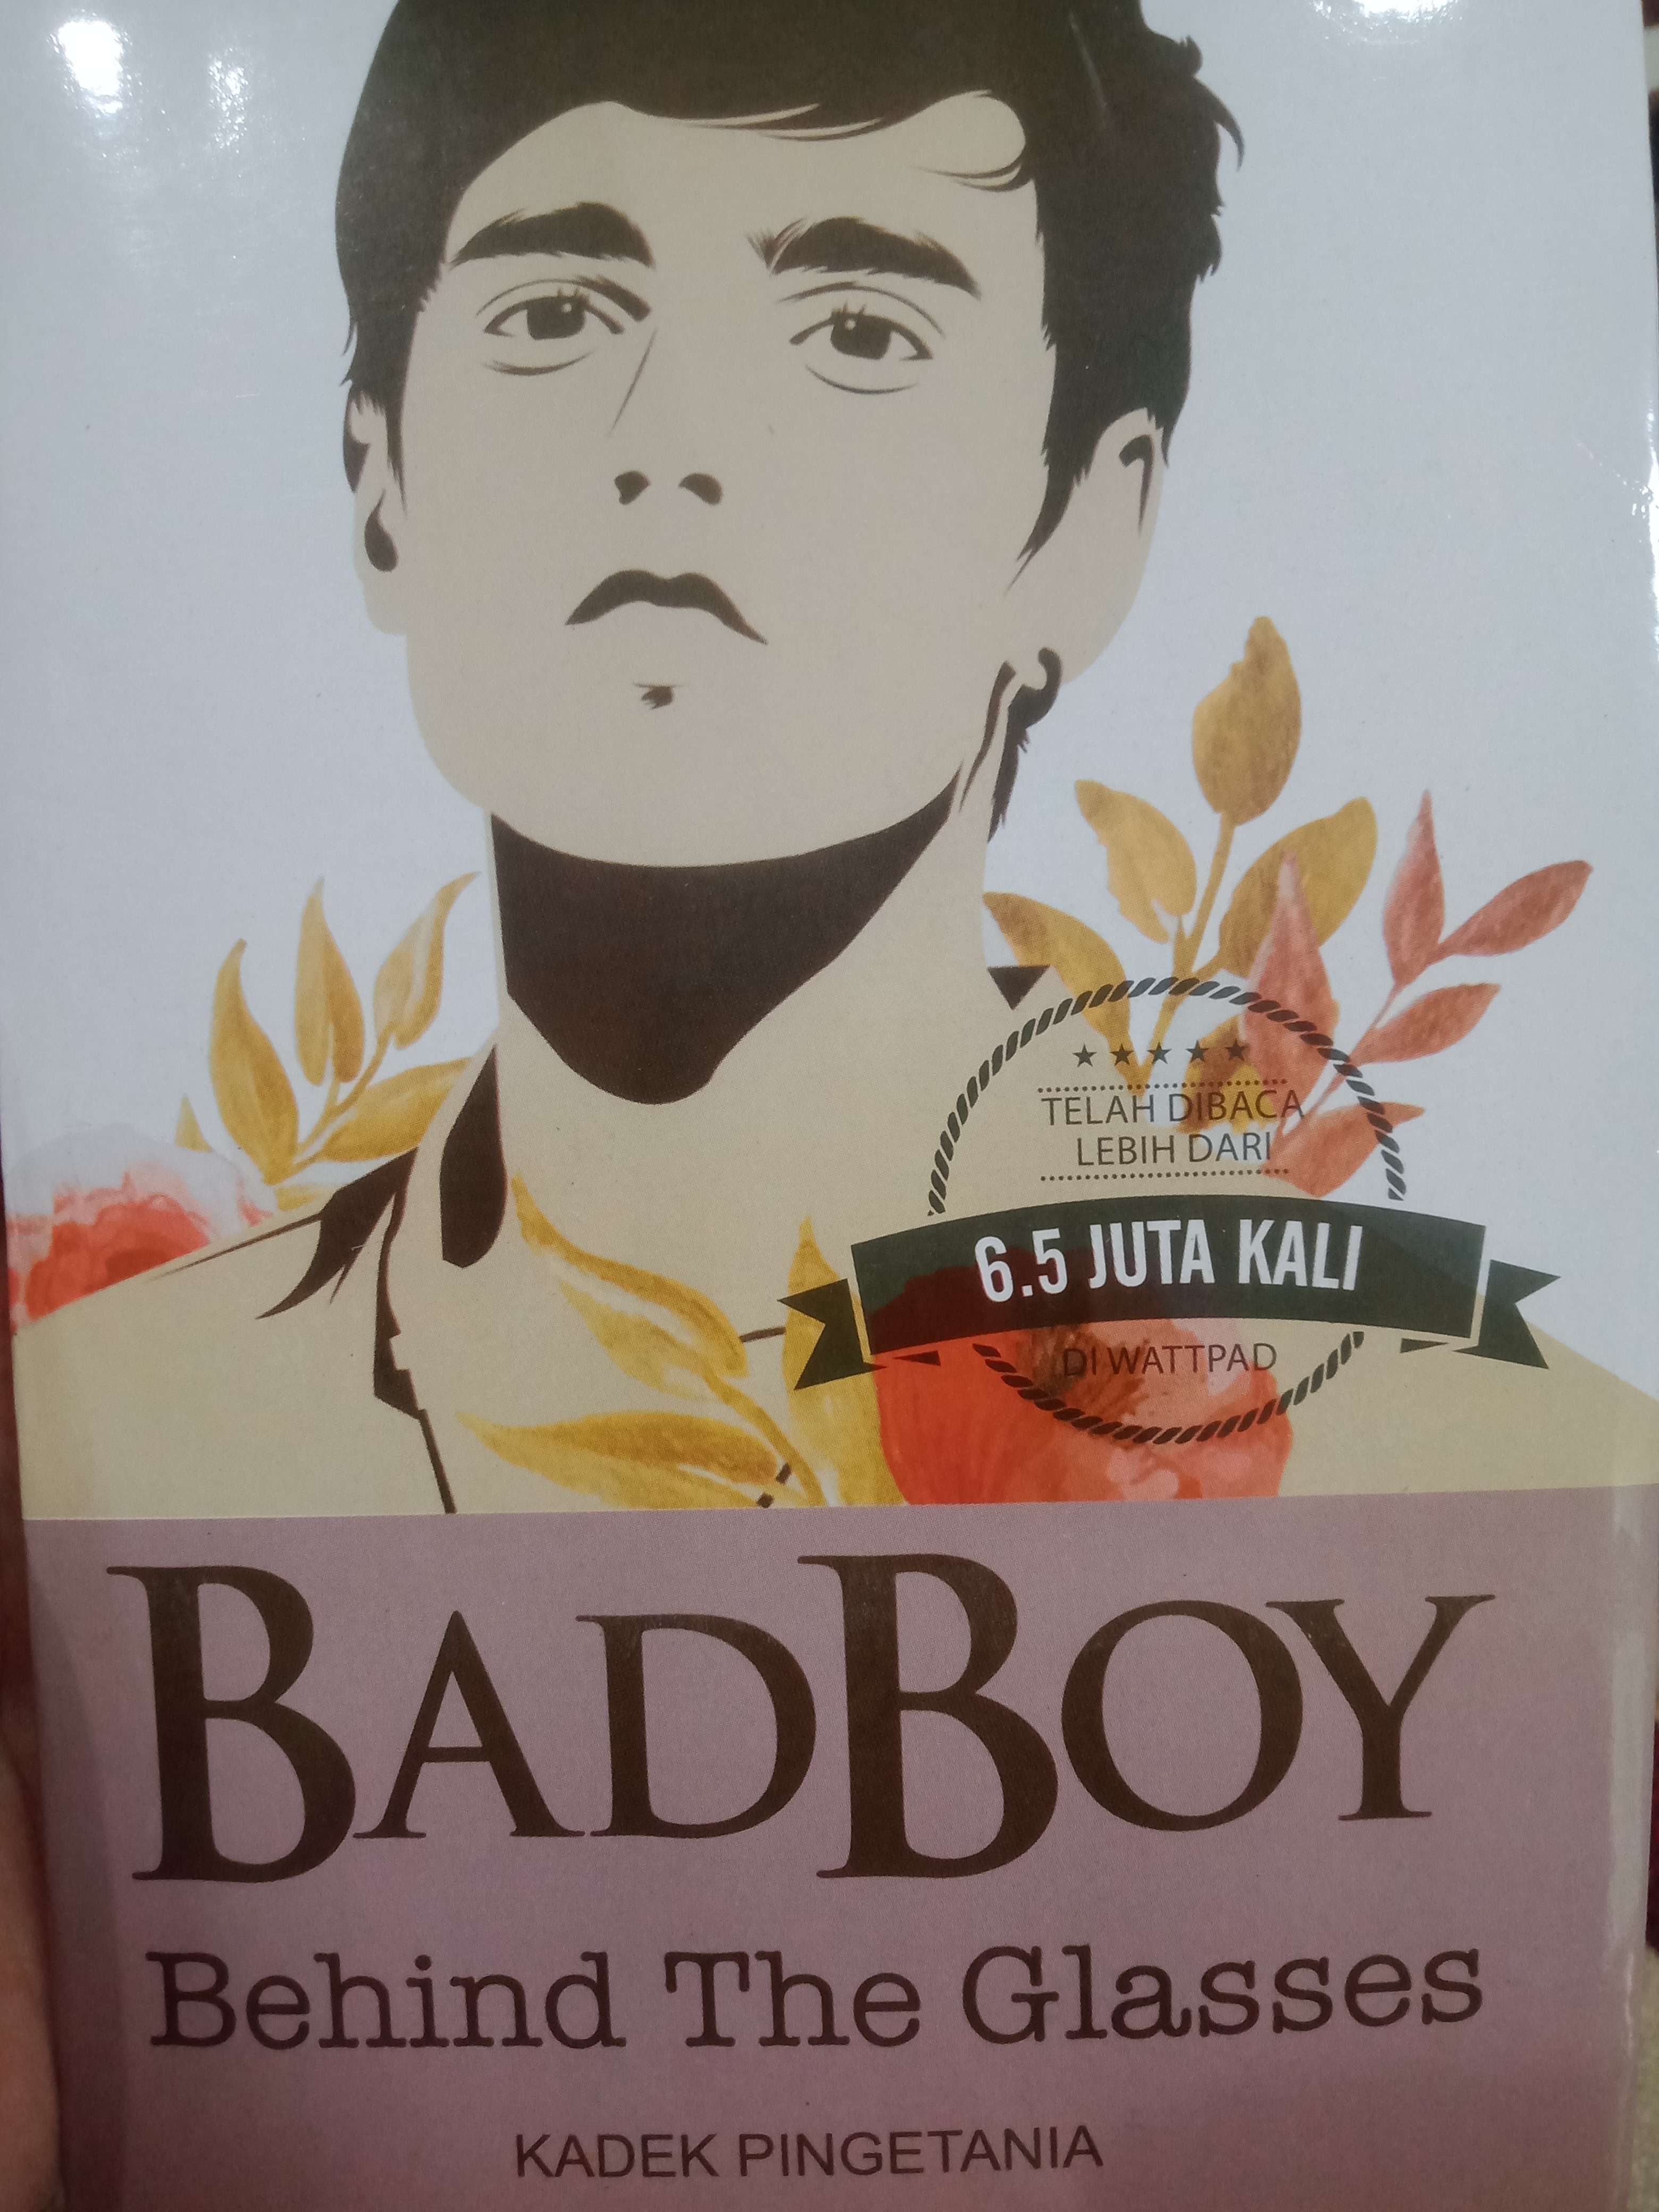 TELAH DIBACA
LEBIH DARI
6.5 JUTA KALI
DI WATTPAD
BADBOY
Behind The Glasses
KADEK PINGETANIA